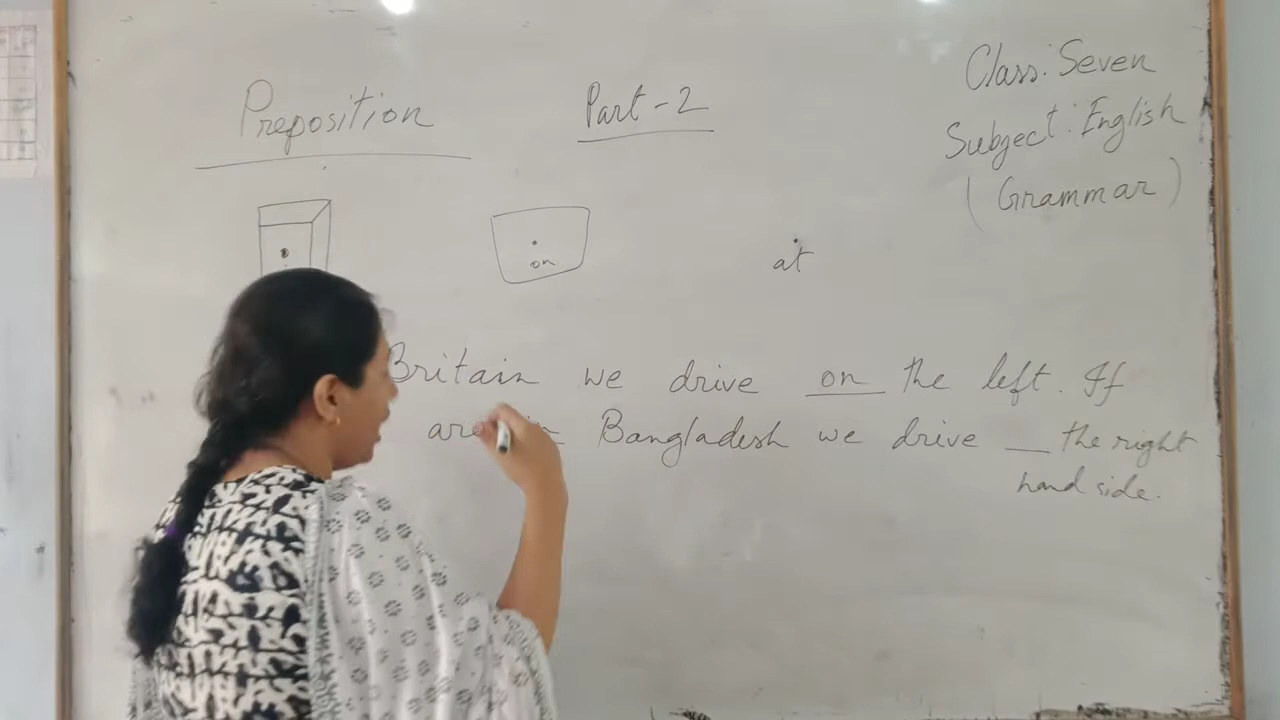 Preposition
Part-2
Class: Seven
Subject: English
(Grammar)
on
at
Britain we drive on the left. If
are in Bangladesh we drive __ the right
hand side.